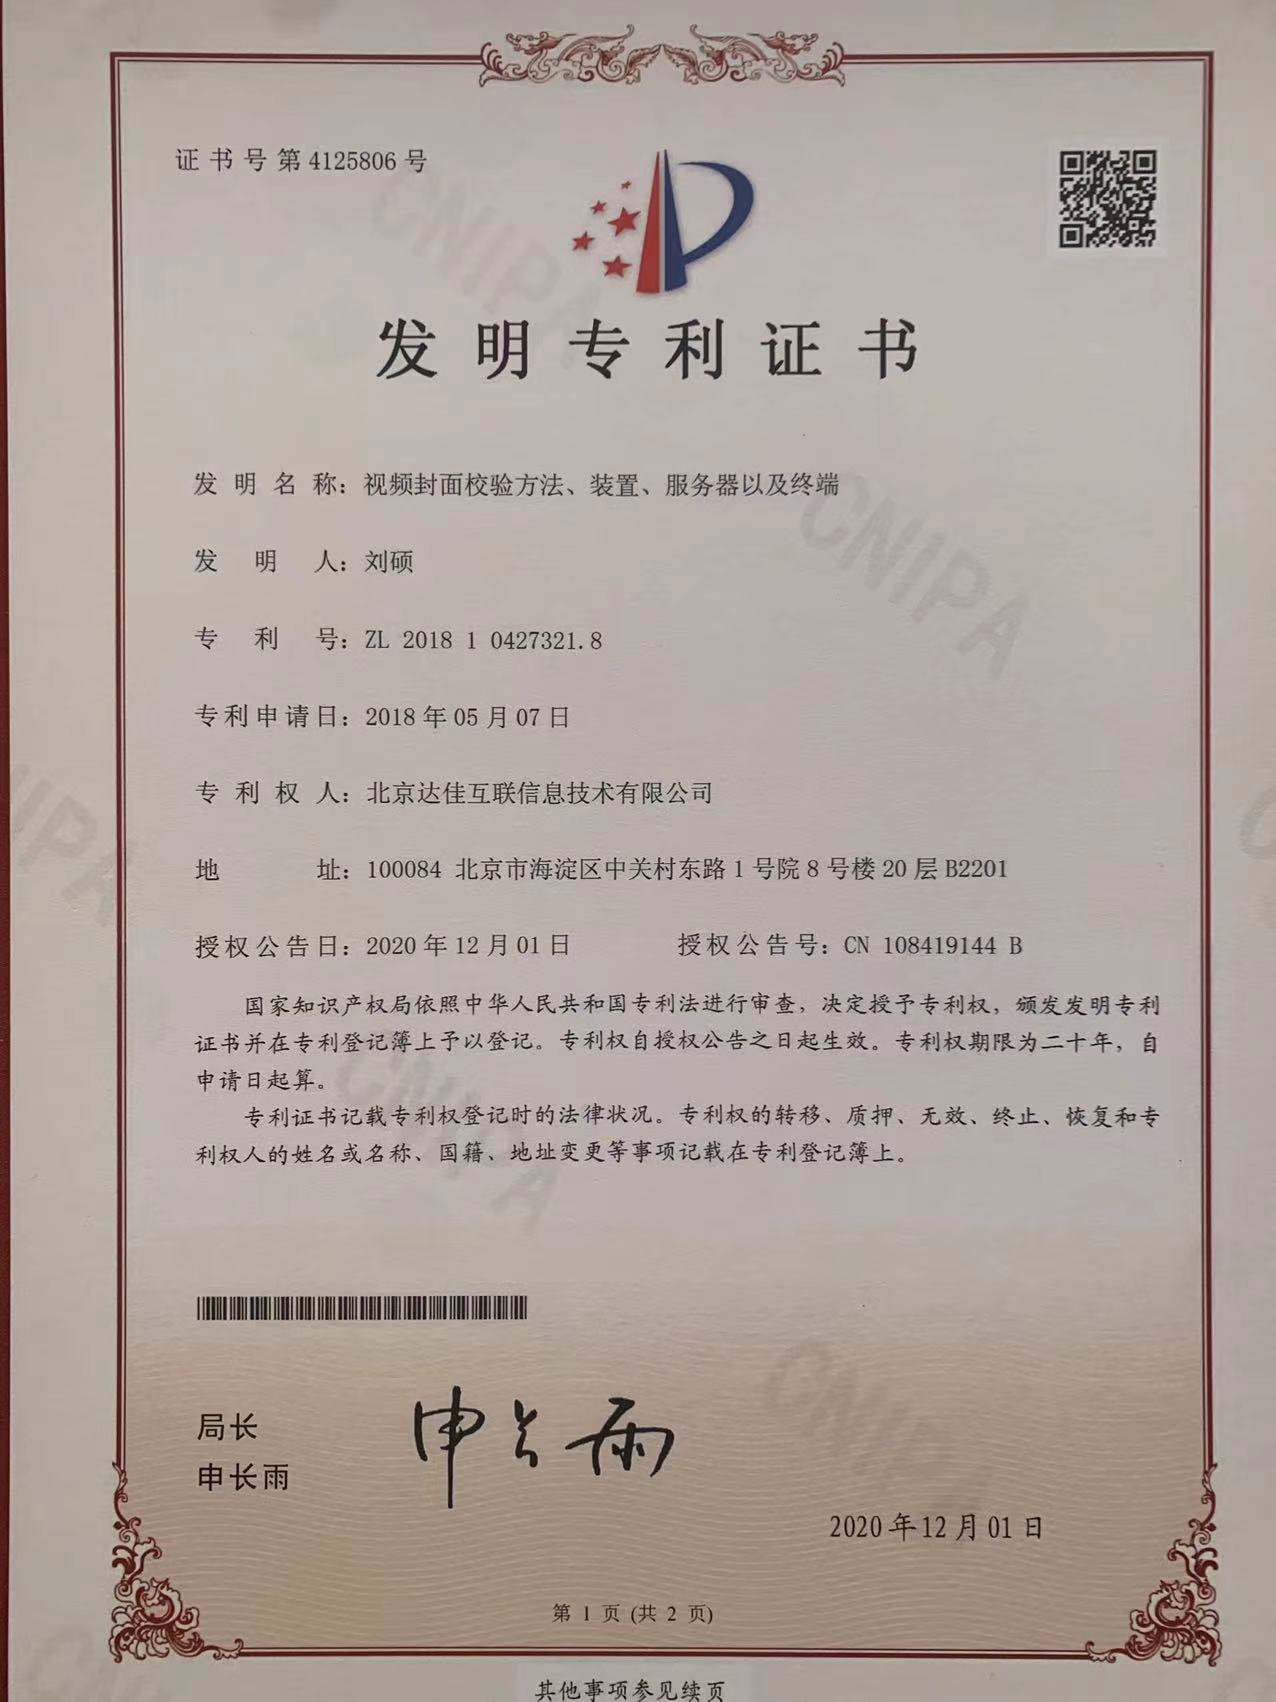 证书号第4125806号
发明专利证书
发明名称：视频封面校验方法、装置、服务器以及终端
发明人：刘硕
专利号：ZL 2018 1 0427321.8
专利申请日：2018年05月07日
专利权人：北京达佳互联信息技术有限公司
地址：100084 北京市海淀区中关村东路1号院8号楼20层B2201
授权公告日：2020年12月01日 授权公告号：CN 108419144 B
国家知识产权局依照中华人民共和国专利法进行审查，决定授予专利权，颁发发明专利
证书并在专利登记簿上予以登记。专利权自授权公告之日起生效。专利权期限为二十年，自
申请日起算。
专利证书记载专利权登记时的法律状况。专利权的转移、质押、无效、终止、恢复和专
利权人的姓名或名称、国籍、地址变更等事项记载在专利登记簿上。
局长
申长雨
申长雨
2020年12月01日
第 1 页 (共 2 页)
其他事项参见续页
CNIPA
CNIPA
CNIPA
CNIPA